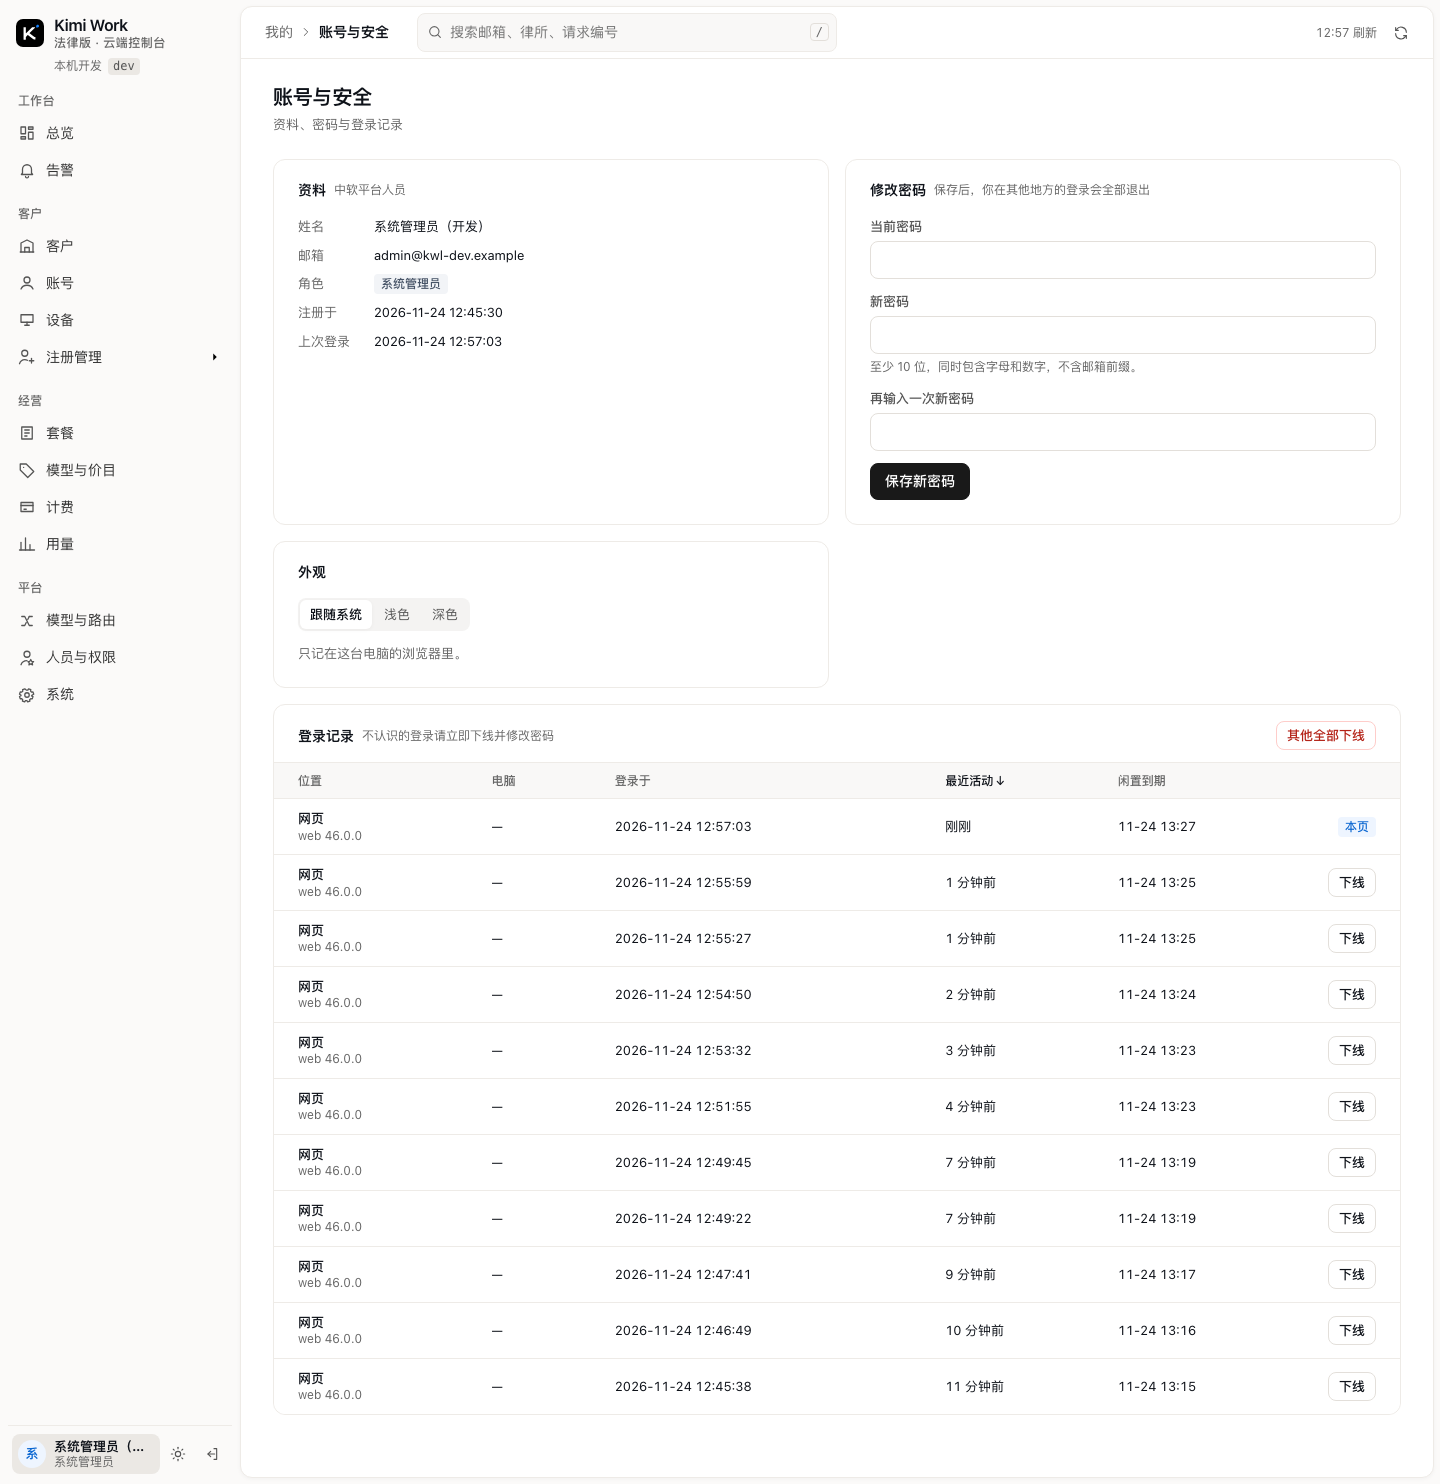 Kimi Work
法律版 · 云端控制台
本机开发 dev
工作台
总览
告警
客户
客户
账号
设备
注册管理
经营
套餐
模型与价目
计费
用量
平台
模型与路由
人员与权限
系统
系
系统管理员（...
系统管理员
我的 > 账号与安全
搜索邮箱、律所、请求编号 /
12:57 刷新
账号与安全
资料、密码与登录记录
资料 中软平台人员
姓名 系统管理员（开发）
邮箱 admin@kwl-dev.example
角色 系统管理员
注册于 2026-11-24 12:45:30
上次登录 2026-11-24 12:57:03
修改密码 保存后，你在其他地方的登录会全部退出
当前密码
新密码
至少 10 位，同时包含字母和数字，不含邮箱前缀。
再输入一次新密码
保存新密码
外观
跟随系统 浅色 深色
只记在这台电脑的浏览器里。
登录记录 不认识的登录请立即下线并修改密码 其他全部下线
位置 电脑 登录于 最近活动↓ 闲置到期
网页
web 46.0.0
— 2026-11-24 12:57:03 刚刚 11-24 13:27 本页
网页
web 46.0.0
— 2026-11-24 12:55:59 1 分钟前 11-24 13:25 下线
网页
web 46.0.0
— 2026-11-24 12:55:27 1 分钟前 11-24 13:25 下线
网页
web 46.0.0
— 2026-11-24 12:54:50 2 分钟前 11-24 13:24 下线
网页
web 46.0.0
— 2026-11-24 12:53:32 3 分钟前 11-24 13:23 下线
网页
web 46.0.0
— 2026-11-24 12:51:55 4 分钟前 11-24 13:23 下线
网页
web 46.0.0
— 2026-11-24 12:49:45 7 分钟前 11-24 13:19 下线
网页
web 46.0.0
— 2026-11-24 12:49:22 7 分钟前 11-24 13:19 下线
网页
web 46.0.0
— 2026-11-24 12:47:41 9 分钟前 11-24 13:17 下线
网页
web 46.0.0
— 2026-11-24 12:46:49 10 分钟前 11-24 13:16 下线
网页
web 46.0.0
— 2026-11-24 12:45:38 11 分钟前 11-24 13:15 下线